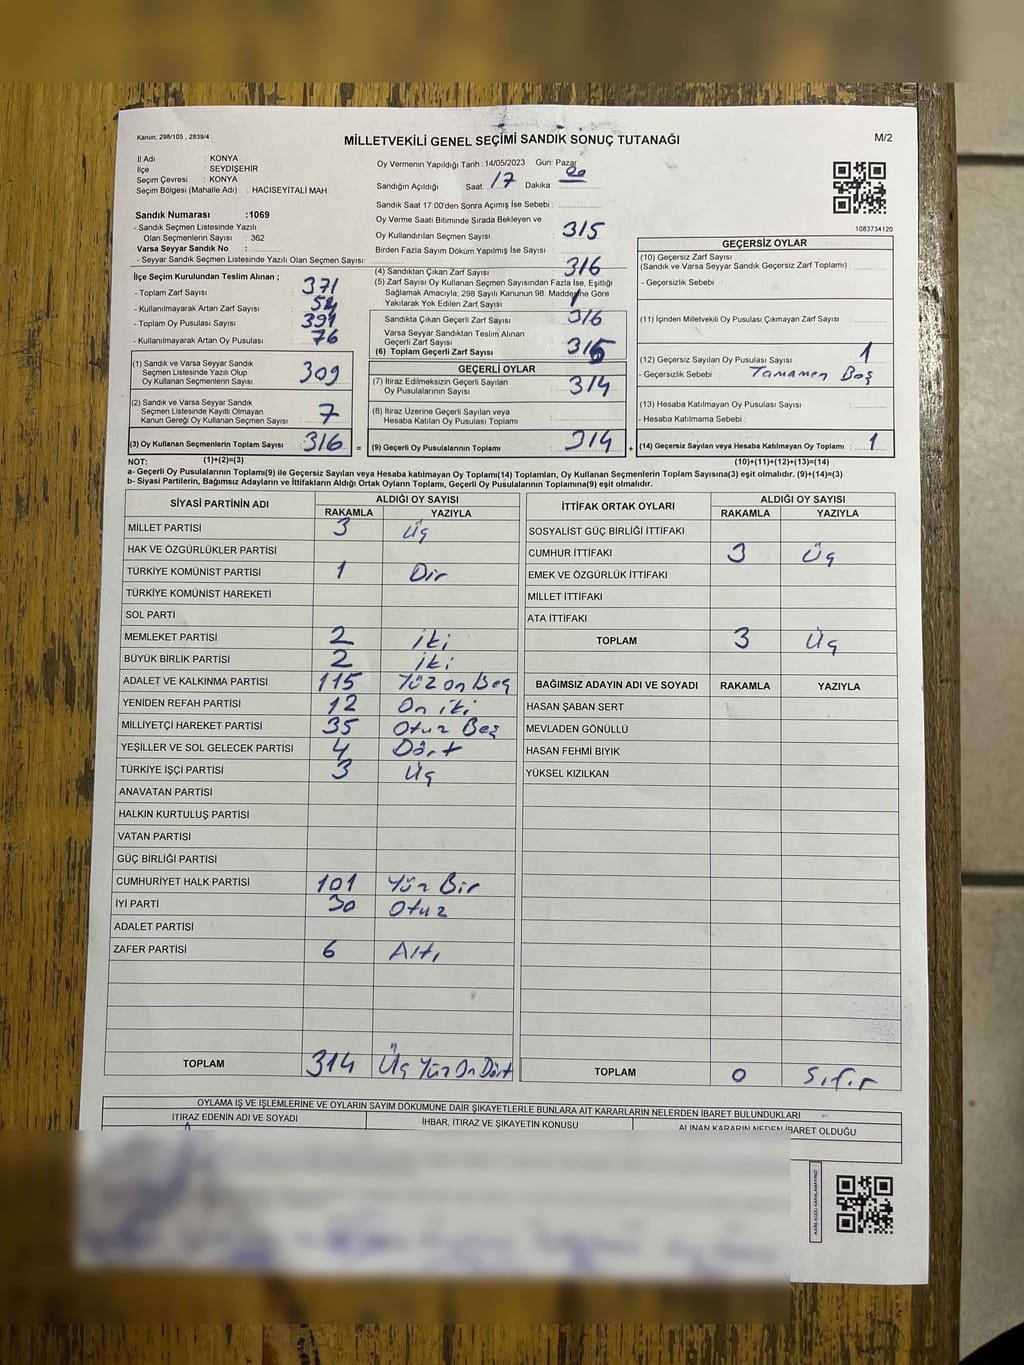 Kanun; 298/105 , 2839/4
MİLLETVEKİLİ GENEL SEÇİMİ SANDIK SONUÇ TUTANAĞI
M/2
İl Adı : KONYA
İlçe : SEYDİŞEHİR
Seçim Çevresi : KONYA
Seçim Bölgesi (Mahalle Adı) : HACISEYİTALİ MAH.
Sandık Numarası :1069
- Sandık Seçmen Listesinde Yazılı
Olan Seçmenlerin Sayısı : 362
Varsa Seyyar Sandık No :
- Seyyar Sandık Seçmen Listesinde Yazılı Olan Seçmen Sayısı:
Oy Vermenin Yapıldığı Tarih :14/05/2023 Gün: Pazar
Sandığın Açıldığı Saat: 17 Dakika :
Sandık Saat 17:00'den Sonra Açımış İse Sebebi :
Oy Verme Saati Bitiminde Sırada Bekleyen ve
Oy Kullandırılan Seçmen Sayısı : 315
Birden Fazla Sayım Döküm Yapılmış İse Sayısı :
1083734120
İlçe Seçim Kurulundan Teslim Alınan ;
- Toplam Zarf Sayısı : 371
- Kullanılmayarak Artan Zarf Sayısı :
- Toplam Oy Pusulası Sayısı : 391
- Kullanılmayarak Artan Oy Pusulası : 76
(4) Sandıktan Çıkan Zarf Sayısı : 316
(5) Zarf Sayısı Oy Kullanan Seçmen Sayısından Fazla İse, Eşitliği
Sağlamak Amacıyla, 298 Sayılı Kanunun 98. Maddesine Göre
Yakılarak Yok Edilen Zarf Sayısı :
Sandıkta Çıkan Geçerli Zarf Sayısı : 316
Varsa Seyyar Sandıktan Teslim Alınan
Geçerli Zarf Sayısı :
(6) Toplam Geçerli Zarf Sayısı :
(1) Sandık ve Varsa Seyyar Sandık
Seçmen Listesinde Yazılı Olup
Oy Kullanan Seçmenlerin Sayısı : 309
(2) Sandık ve Varsa Seyyar Sandık
Seçmen Listesinde Kayıtlı Olmayan
Kanun Gereği Oy Kullanan Seçmen Sayısı : 7
(3) Oy Kullanan Seçmenlerin Toplam Sayısı : 316
(1)+(2)=(3)
GEÇERLİ OYLAR
(7) İtiraz Edilmeksizin Geçerli Sayılan
Oy Pusulalarının Sayısı : 314
(8) İtiraz Üzerine Geçerli Sayılan veya
Hesaba Katılan Oy Pusulası Toplamı :
= (9) Geçerli Oy Pusulalarının Toplamı : 314
GEÇERSİZ OYLAR
(10) Geçersiz Zarf Sayısı
(Sandık ve Varsa Seyyar Sandık Geçersiz Zarf Toplamı) :
- Geçersizlik Sebebi :
(11) İçinden Milletvekili Oy Pusulası Çıkmayan Zarf Sayısı :
(12) Geçersiz Sayılan Oy Pusulası Sayısı : 1
- Geçersizlik Sebebi : Tamamen Boş
(13) Hesaba Katılmayan Oy Pusulası Sayısı :
- Hesaba Katılmama Sebebi :
+ (14) Geçersiz Sayılan veya Hesaba Katılmayan Oy Toplamı : 1
(10)+(11)+(12)+(13)=(14)
NOT:
a- Geçerli Oy Pusulalarının Toplamı(9) ile Geçersiz Sayılan veya Hesaba katılmayan Oy Toplamı(14) Toplamları, Oy Kullanan Seçmenlerin Toplam Sayısına(3) eşit olmalıdır. (9)+(14)=(3)
b- Siyasi Partilerin, Bağımsız Adayların ve İttifakların Aldığı Ortak Oyların Toplamı, Geçerli Oy Pusulalarının Toplamına(9) eşit olmalıdır.
SİYASİ PARTİNİN ADI ALDIĞI OY SAYISI
RAKAMLA YAZIYLA
MİLLET PARTİSİ 3 Üç
HAK VE ÖZGÜRLÜKLER PARTİSİ
TÜRKİYE KOMÜNİST PARTİSİ 1 Bir
TÜRKİYE KOMÜNİST HAREKETİ
SOL PARTİ
MEMLEKET PARTİSİ 2 iki
BÜYÜK BİRLİK PARTİSİ 2 iki
ADALET VE KALKINMA PARTİSİ 115 Yüz on Beş
YENİDEN REFAH PARTİSİ 12 On iki
MİLLİYETÇİ HAREKET PARTİSİ 35 Otuz Beş
YEŞİLLER VE SOL GELECEK PARTİSİ 4 Dört
TÜRKİYE İŞÇİ PARTİSİ 3 Üç
ANAVATAN PARTİSİ
HALKIN KURTULUŞ PARTİSİ
VATAN PARTİSİ
GÜÇ BİRLİĞİ PARTİSİ
CUMHURİYET HALK PARTİSİ 101 Yüz Bir
İYİ PARTİ 30 Otuz
ADALET PARTİSİ
ZAFER PARTİSİ 6 Altı
TOPLAM 314 Üç Yüz On Dört
İTTİFAK ORTAK OYLARI ALDIĞI OY SAYISI
RAKAMLA YAZIYLA
SOSYALİST GÜÇ BİRLİĞİ İTTİFAKI
CUMHUR İTTİFAKI 3 Üç
EMEK VE ÖZGÜRLÜK İTTİFAKI
MİLLET İTTİFAKI
ATA İTTİFAKI
TOPLAM 3 Üç
BAĞIMSIZ ADAYIN ADI VE SOYADI RAKAMLA YAZIYLA
HASAN ŞABAN SERT
MEVLADEN GÖNÜLLÜ
HASAN FEHMİ BIYIK
YÜKSEL KIZILKAN
TOPLAM 0 Sıfır
OYLAMA İŞ VE İŞLEMLERİNE VE OYLARIN SAYIM DÖKÜMÜNE DAİR ŞİKAYETLERLE BUNLARA AİT KARARLARIN NELERDEN İBARET BULUNDUKLARI
İTİRAZ EDENİN ADI VE SOYADI İHBAR, İTİRAZ VE ŞİKAYETİN KONUSU ALINAN KARARIN NEDEN İBARET OLDUĞU
KARE KODU KARALAMAYINIZ!